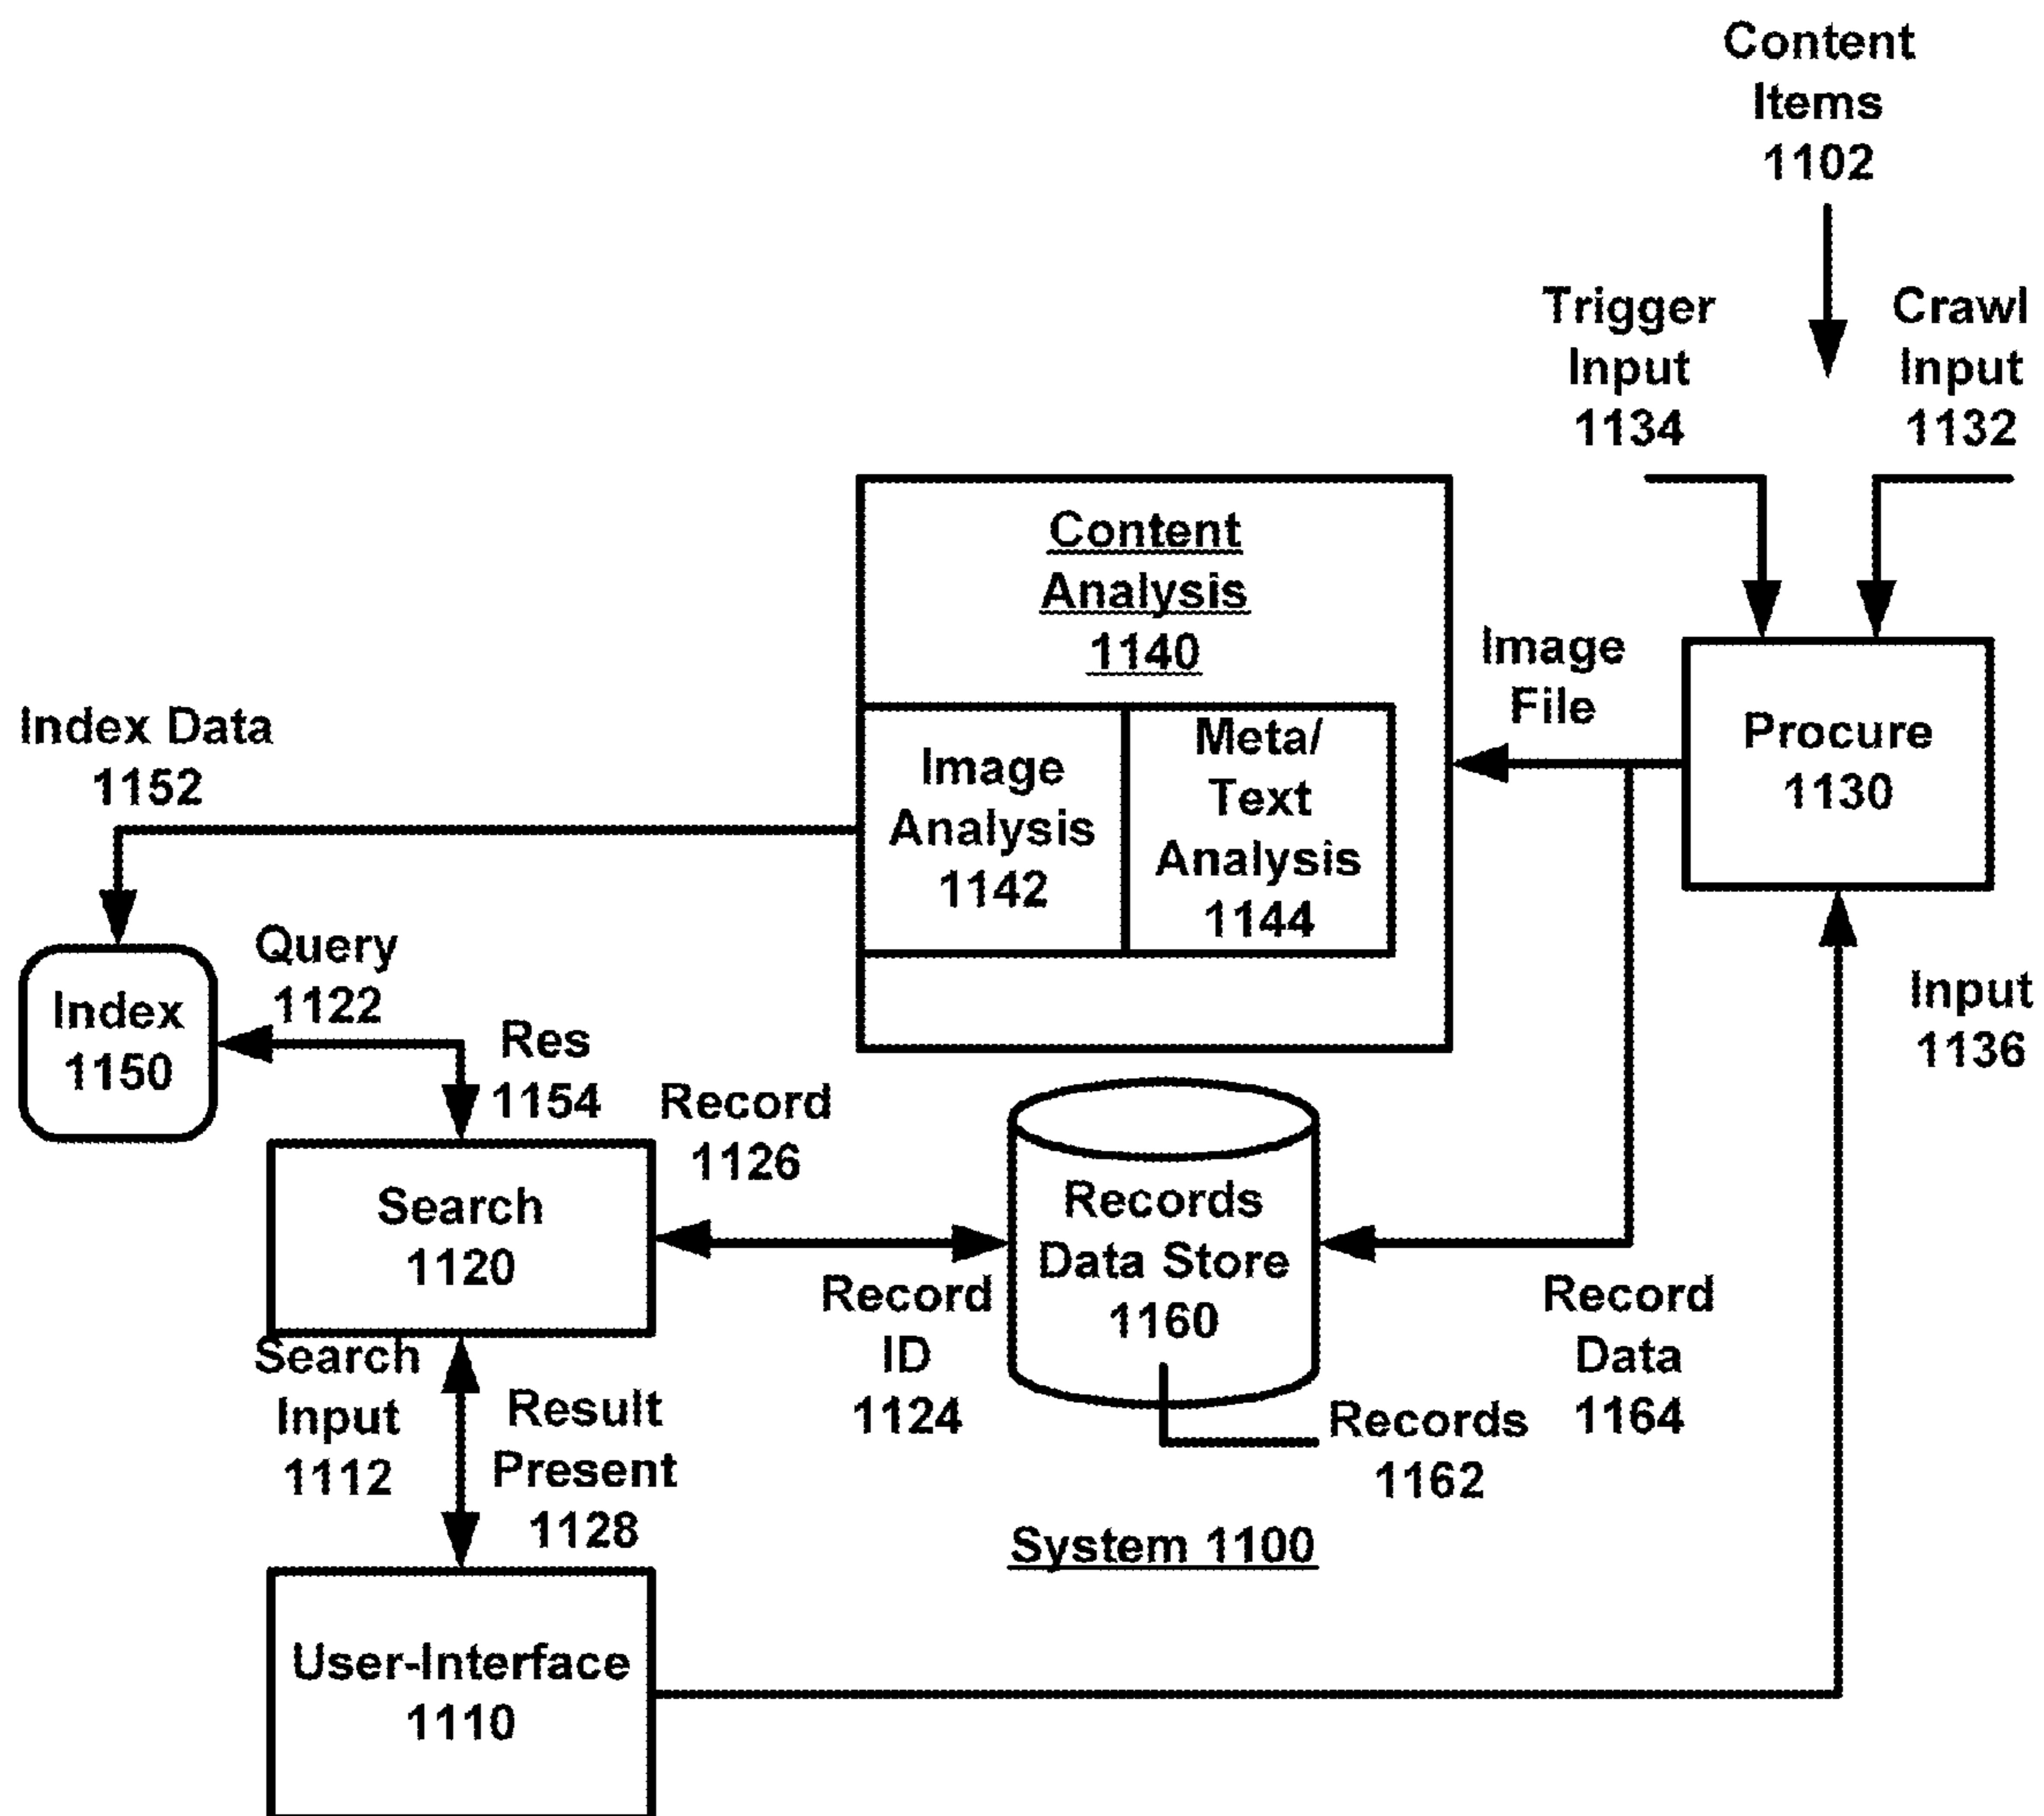 Content
Items
1102
Trigger
Input
1134
Crawl
Input
1132
Content
Analysis
1140
Image
File
Procure
1130
Index Data
1152
Image
Analysis
1142
Meta/
Text
Analysis
1144
Query
1122
Index
1150
Res
1154
Input
1136
Record
1126
Search
1120
Records
Data Store
1160
Record
ID
1124
Record
Data
1164
Search
Input
1112
Result
Present
1128
Records
1162
System 1100
User-Interface
1110